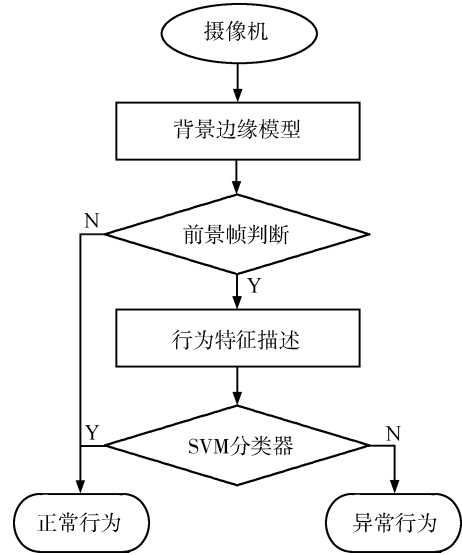 摄像机
背景边缘模型
N
前景帧判断
Y
行为特征描述
Y
SVM分类器
N
正常行为
异常行为